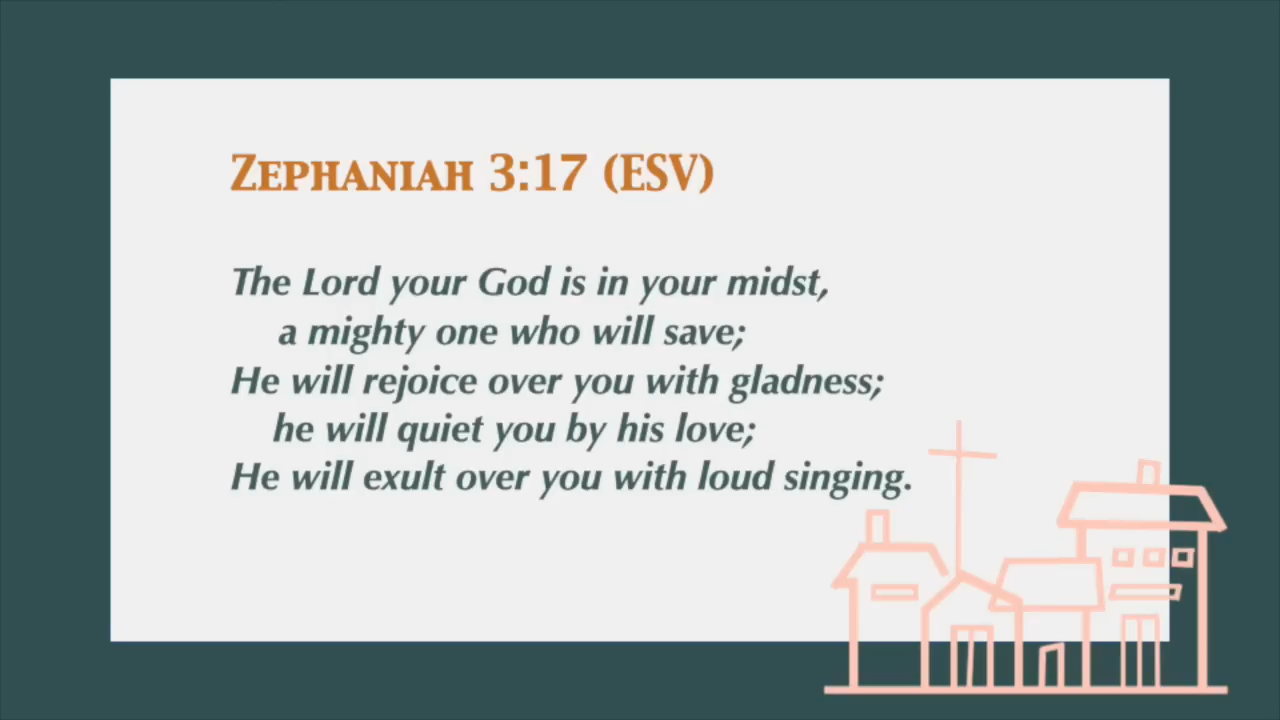 Zephaniah 3:17 (ESV)
The Lord your God is in your midst,
a mighty one who will save;
He will rejoice over you with gladness;
he will quiet you by his love;
He will exult over you with loud singing.